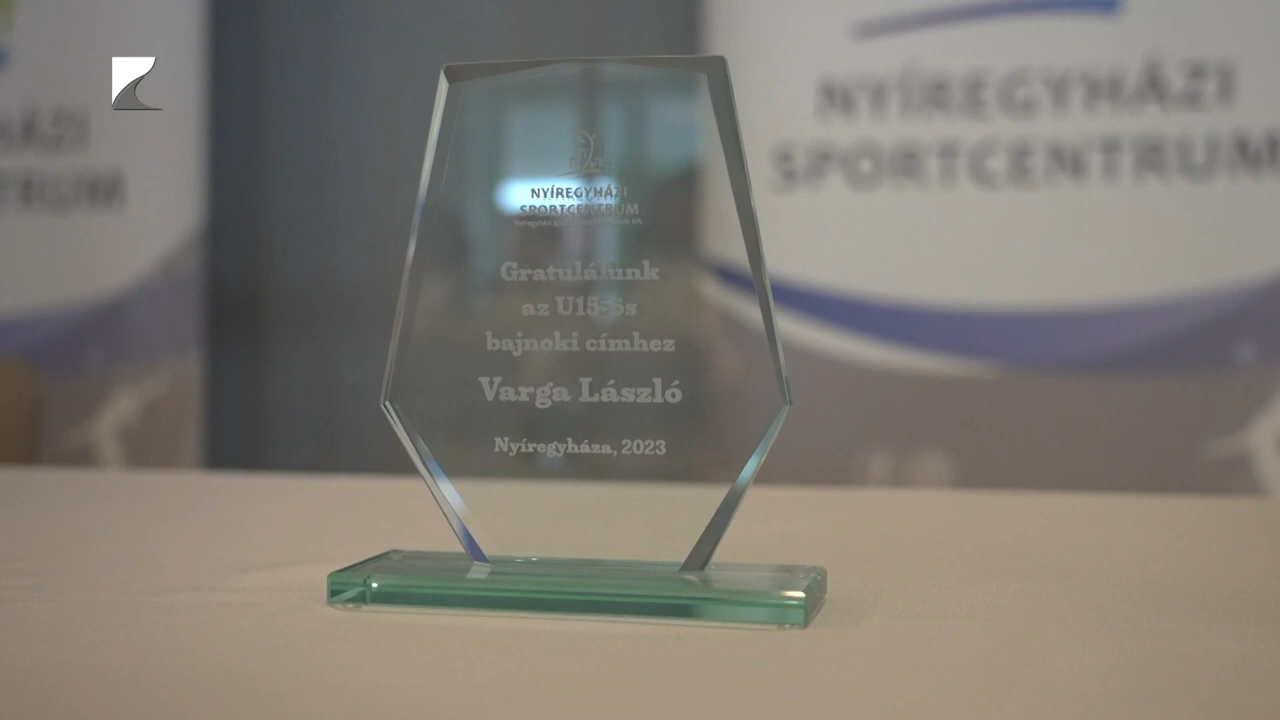 NYÍREGYHÁZI
SPORTCENTRUM
NYÍREGYHÁZI
SPORTCENTRUM
Gratulálunk
az U15-ös
bajnoki címhez
Varga László
Nyíregyháza, 2023